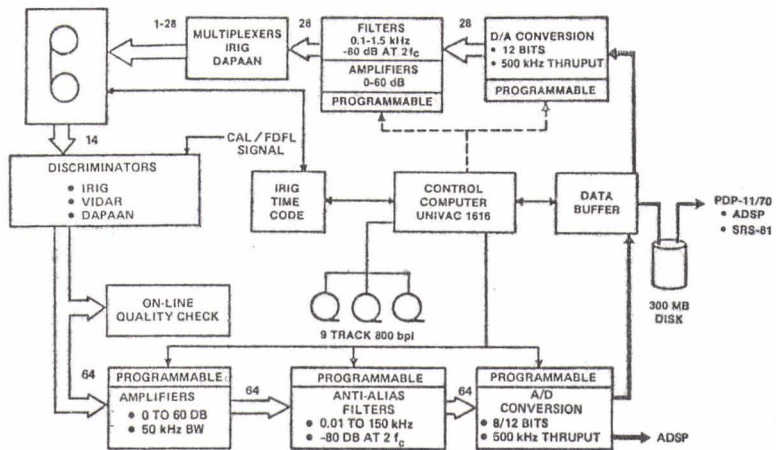 1-28
MULTIPLEXERS
IRIG
DAPAAN
28
FILTERS
0.1-1.5 kHz
-80 dB AT 2fc
AMPLIFIERS
0-60 dB
PROGRAMMABLE
28
D/A CONVERSION
• 12 BITS
• 500 kHz THRUPUT
PROGRAMMABLE
14
CAL/FDFL
SIGNAL
DISCRIMINATORS
• IRIG
• VIDAR
• DAPAAN
IRIG
TIME
CODE
CONTROL
COMPUTER
UNIVAC 1616
DATA
BUFFER
PDP-11/70
• ADSP
• SRS-81
300 MB
DISK
ON-LINE
QUALITY CHECK
9 TRACK 800 bpi
64
PROGRAMMABLE
AMPLIFIERS
• 0 TO 60 DB
• 50 kHz BW
64
PROGRAMMABLE
ANTI-ALIAS
FILTERS
• 0.01 TO 150 kHz
• -80 DB AT 2 fc
64
PROGRAMMABLE
A/D
CONVERSION
• 8/12 BITS
• 500 kHz THRUPUT
ADSP